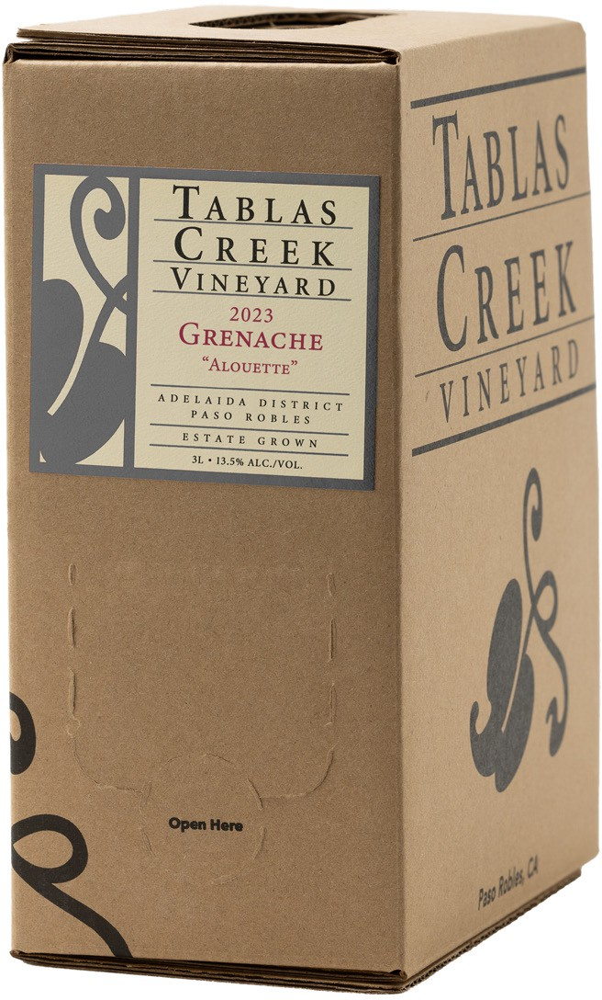 TABLAS
CREEK
VINEYARD
2023
GRENACHE
"ALOUETTE"
ADELAIDA DISTRICT
PASO ROBLES
ESTATE GROWN
3L • 13.5% ALC./VOL.
Open Here
TABLAS
CREEK
VINEYARD
Paso Robles, CA